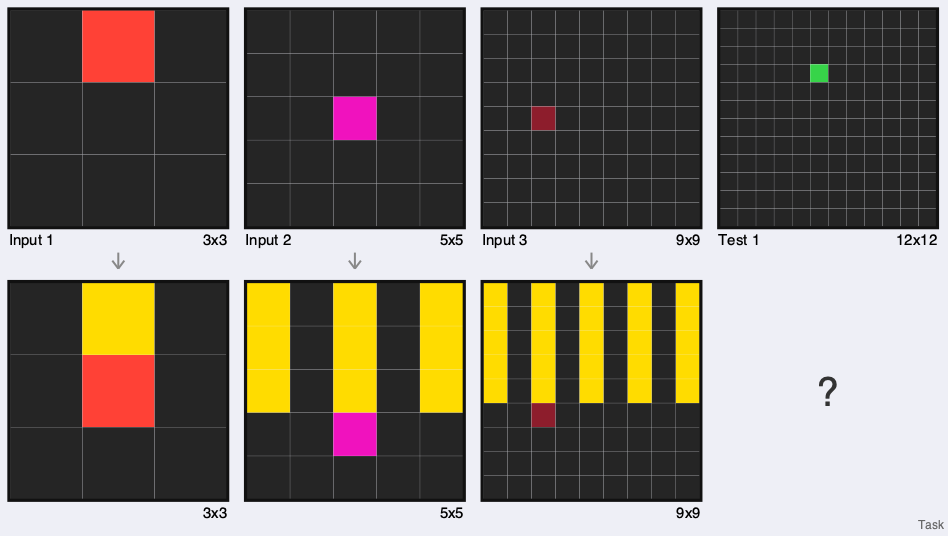 Input 1 3x3
Input 2 5x5
Input 3 9x9
Test 1 12x12
3x3
5x5
9x9
?
Task